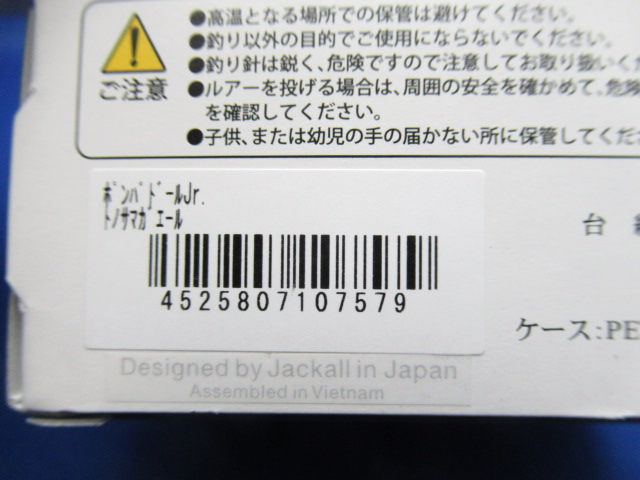 ●高温となる場所での保管は避けてください。
●釣り以外の目的でご使用にならないでください。
●釣り針は鋭く、危険ですので注意してお取り扱いくだ
●ルアーを投げる場合は、周囲の安全を確かめて、危険
を確認してください。
●子供、または幼児の手の届かない所に保管してくだ
ご注意
ﾎﾞﾝﾊﾞﾄﾞｰﾙJr.
ﾄﾉｻﾏｶﾞｴｰﾙ
4525807107579
台 紙
ケース:PE
Designed by Jackall in Japan
Assembled in Vietnam